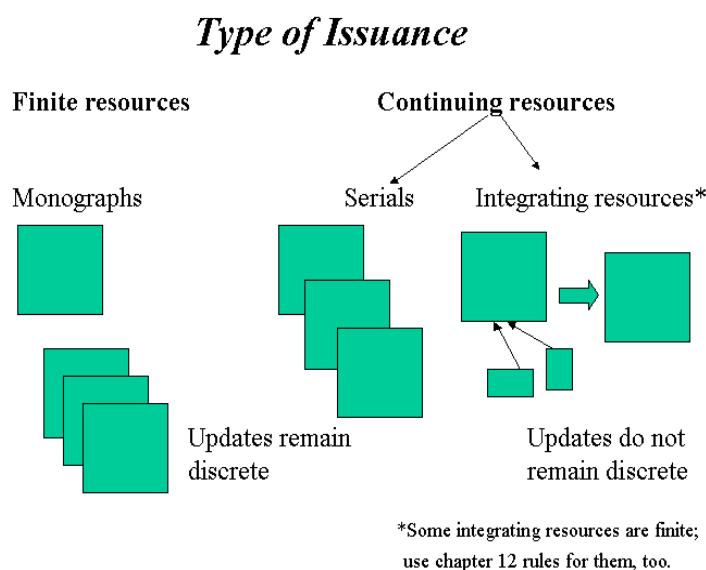 Type of Issuance
Finite resources
Continuing resources
Monographs
Serials
Integrating resources*
Updates remain
discrete
Updates do not
remain discrete
*Some integrating resources are finite;
use chapter 12 rules for them, too.